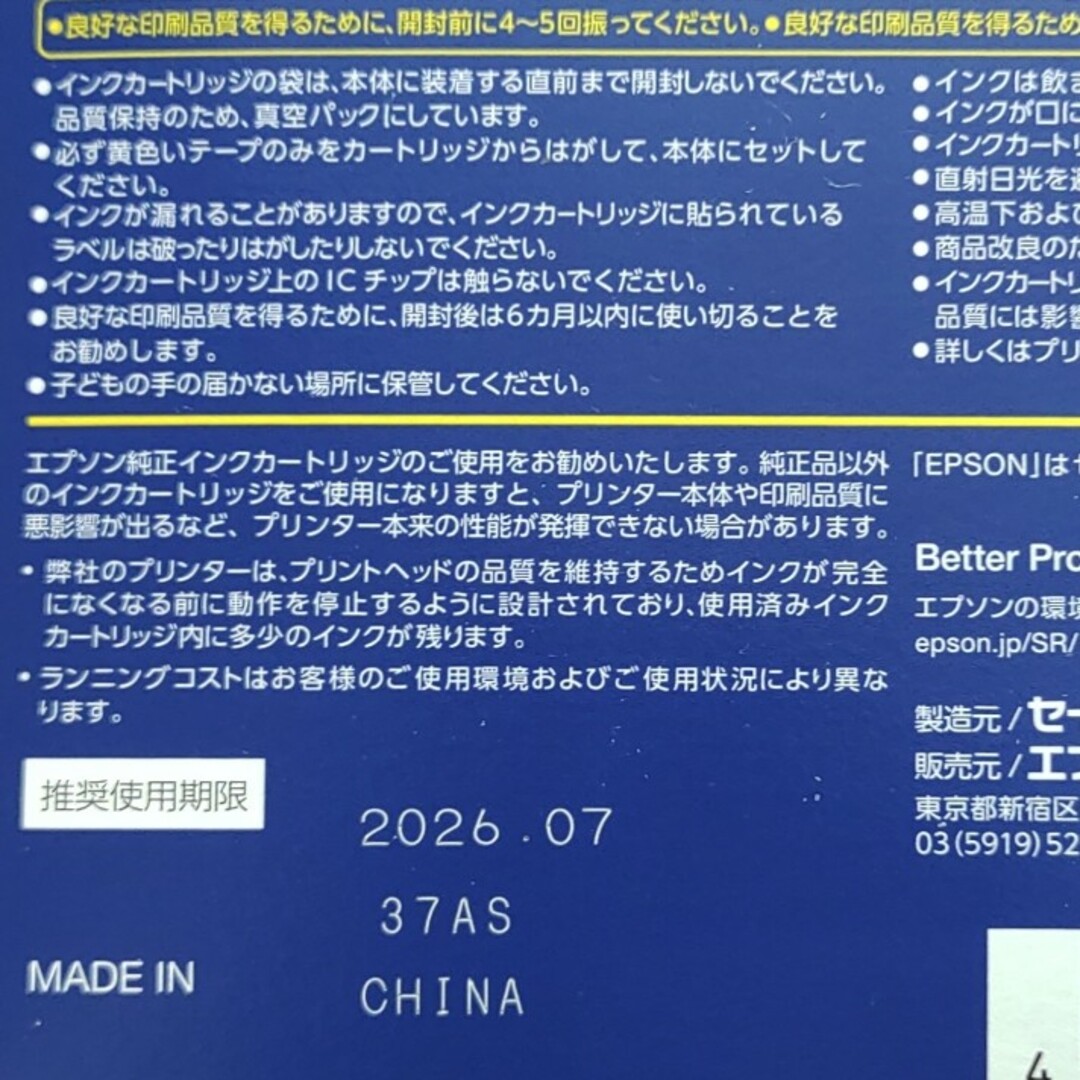 ●良好な印刷品質を得るために、開封前に4〜5回振ってください。●良好な印刷品質を得るため
●インクカートリッジの袋は、本体に装着する直前まで開封しないでください。
品質保持のため、真空パックにしています。
●必ず黄色いテープのみをカートリッジからはがして、本体にセットして
ください。
●インクが漏れることがありますので、インクカートリッジに貼られている
ラベルは破ったりはがしたりしないでください。
●インクカートリッジ上のICチップは触らないでください。
●良好な印刷品質を得るために、開封後は6カ月以内に使い切ることを
お勧めします。
●子どもの手の届かない場所に保管してください。
●インクは飲ま
●インクが口に
●インクカートリ
●直射日光を避
●高温下および
●商品改良のた
●インクカートリ
品質には影響
●詳しくはプリ
エプソン純正インクカートリッジのご使用をお勧めいたします。純正品以外
のインクカートリッジをご使用になりますと、プリンター本体や印刷品質に
悪影響が出るなど、プリンター本来の性能が発揮できない場合があります。
・弊社のプリンターは、プリントヘッドの品質を維持するためインクが完全
になくなる前に動作を停止するように設計されており、使用済みインク
カートリッジ内に多少のインクが残ります。
・ランニングコストはお客様のご使用環境およびご使用状況により異な
ります。
「EPSON」はセ
Better Pro
エプソンの環境
epson.jp/SR/
製造元/セー
販売元/エプ
東京都新宿区
03(5919)52
推奨使用期限
2026.07
37AS
MADE IN
CHINA
4